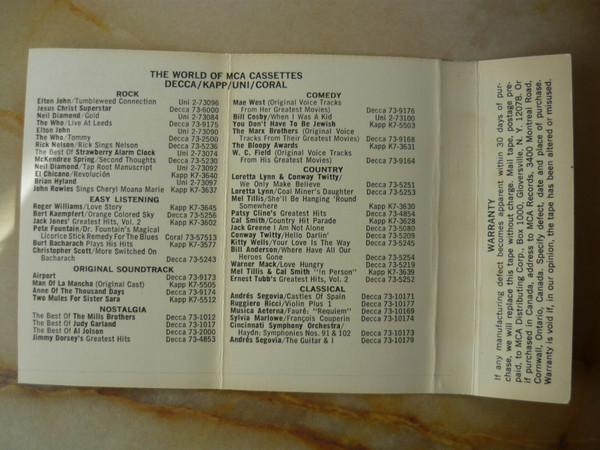 THE WORLD OF MCA CASSETTES
DECCA/KAPP/UNI/CORAL
ROCK
Elton John/Tumbleweed Connection Uni 2-73096
Jesus Christ Superstar Decca 73-6000
Neil Diamond/Gold Uni 2-73084
The Who/Live At Leeds Decca 73-9175
Elton John Uni 2-73090
The Who/Tommy Decca 73-2500
Rick Nelson/Rick Sings Nelson Decca 73-5236
The Best Of Strawberry Alarm Clock Uni 2-73074
McKendree Spring/Second Thoughts Decca 73-5230
Neil Diamond/Tap Root Manuscript Uni 2-73092
El Chicano/Revolución Kapp K7-3640
Brian Hyland Uni 2-73097
John Rowles Sings Cheryl Moana Marie Kapp K7-3637
EASY LISTENING
Roger Williams/Love Story Kapp K7-3645
Bert Kaempfert/Orange Colored Sky Decca 73-5256
Jack Jones' Greatest Hits, Vol. 2 Kapp K7-3602
Pete Fountain/Dr. Fountain's Magical
Licorice Stick Remedy For The Blues Coral 73-57513
Burt Bacharach Plays His Hits Kapp K7-3577
Christopher Scott/More Switched On
Bacharach Decca 73-5243
ORIGINAL SOUNDTRACK
Airport Decca 73-9173
Man Of La Mancha (Original Cast) Kapp K7-5505
Anne Of The Thousand Days Decca 73-9174
Two Mules For Sister Sara Kapp K7-5512
NOSTALGIA
The Best Of The Mills Brothers Decca 73-1012
The Best Of Judy Garland Decca 73-1017
The Best Of Al Jolson Decca 73-2000
Jimmy Dorsey's Greatest Hits Decca 73-4853
COMEDY
Mae West (Original Voice Tracks
From Her Greatest Movies) Decca 73-9176
Bill Cosby/When I Was A Kid Uni 2-73100
You Don't Have To Be Jewish Kapp K7-5503
The Marx Brothers (Original Voice
Tracks From Their Greatest Movies) Decca 73-9168
The Bloopy Awards Kapp K7-3631
W. C. Field (Original Voice Tracks
From His Greatest Movies) Decca 73-9164
COUNTRY
Loretta Lynn & Conway Twitty/
We Only Make Believe Decca 73-5251
Loretta Lynn/Coal Miner's Daughter Decca 73-5253
Mel Tillis/She'll Be Hanging 'Round
Somewhere Kapp K7-3630
Patsy Cline's Greatest Hits Decca 73-4854
Cal Smith/Country Hit Parade Kapp K7-3628
Jack Greene I Am Not Alone Decca 73-5080
Conway Twitty/Hello Darlin' Decca 73-5209
Kitty Wells/Your Love Is The Way Decca 73-5245
Bill Anderson/Where Have All Our
Heroes Gone Decca 73-5254
Warner Mack/Love Hungry Decca 73-5219
Mel Tillis & Cal Smith "In Person" Kapp K7-3639
Ernest Tubb's Greatest Hits, Vol. 2 Decca 73-5252
CLASSICAL
Andrés Segovia/Castles Of Spain Decca 73-10171
Ruggiero Ricci/Violin Plus 1 Decca 73-10177
Musica Aeterna/Fauré: "Requiem" Decca 73-10169
Sylvia Marlowe/François Couperin Decca 73-10174
Cincinnati Symphony Orchestra/
Haydn: Symphonies Nos. 91 & 102 Decca 73-10173
Andrés Segovia/The Guitar & I Decca 73-10179
WARRANTY
If any manufacturing defect becomes apparent within 30 days of pur-
chase, we will replace this tape without charge. Mail tape, postage pre-
paid, to MCA Distributing Corp., Box 1000, Gloversville, N. Y. 12078. Or
if purchased in Canada, address to MCA Records, 3400 Montreal Road,
Cornwall, Ontario, Canada. Specify defect, date and place of purchase.
Warranty is void if, in our opinion, the tape has been altered or misused.